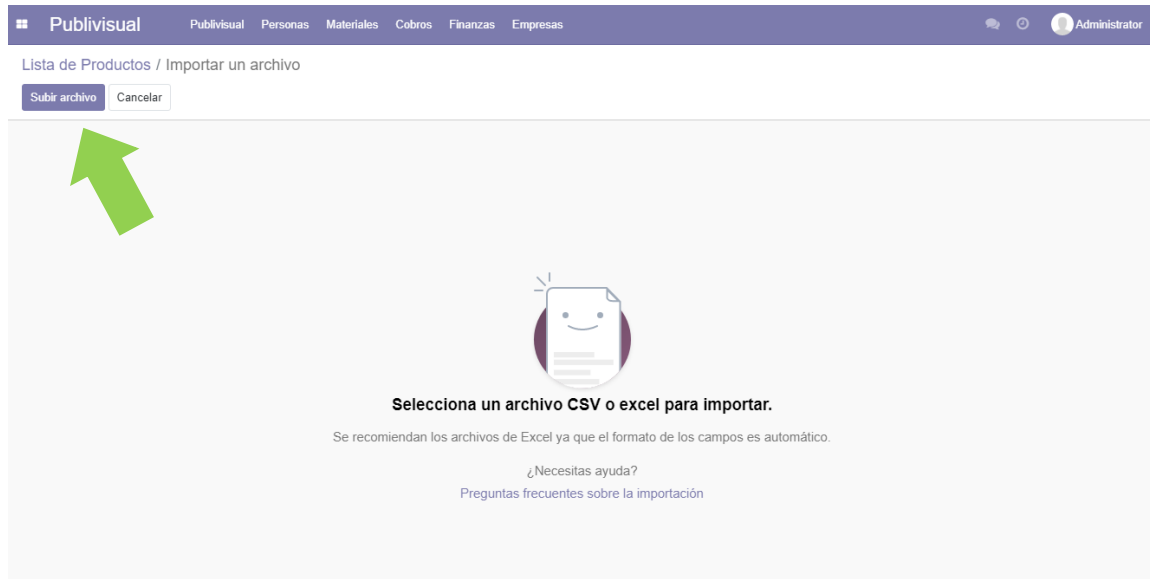 Publivisual Publivisual Personas Materiales Cobros Finanzas Empresas Administrator
Lista de Productos / Importar un archivo
Subir archivo Cancelar
Selecciona un archivo CSV o excel para importar.
Se recomiendan los archivos de Excel ya que el formato de los campos es automático.
¿Necesitas ayuda?
Preguntas frecuentes sobre la importación